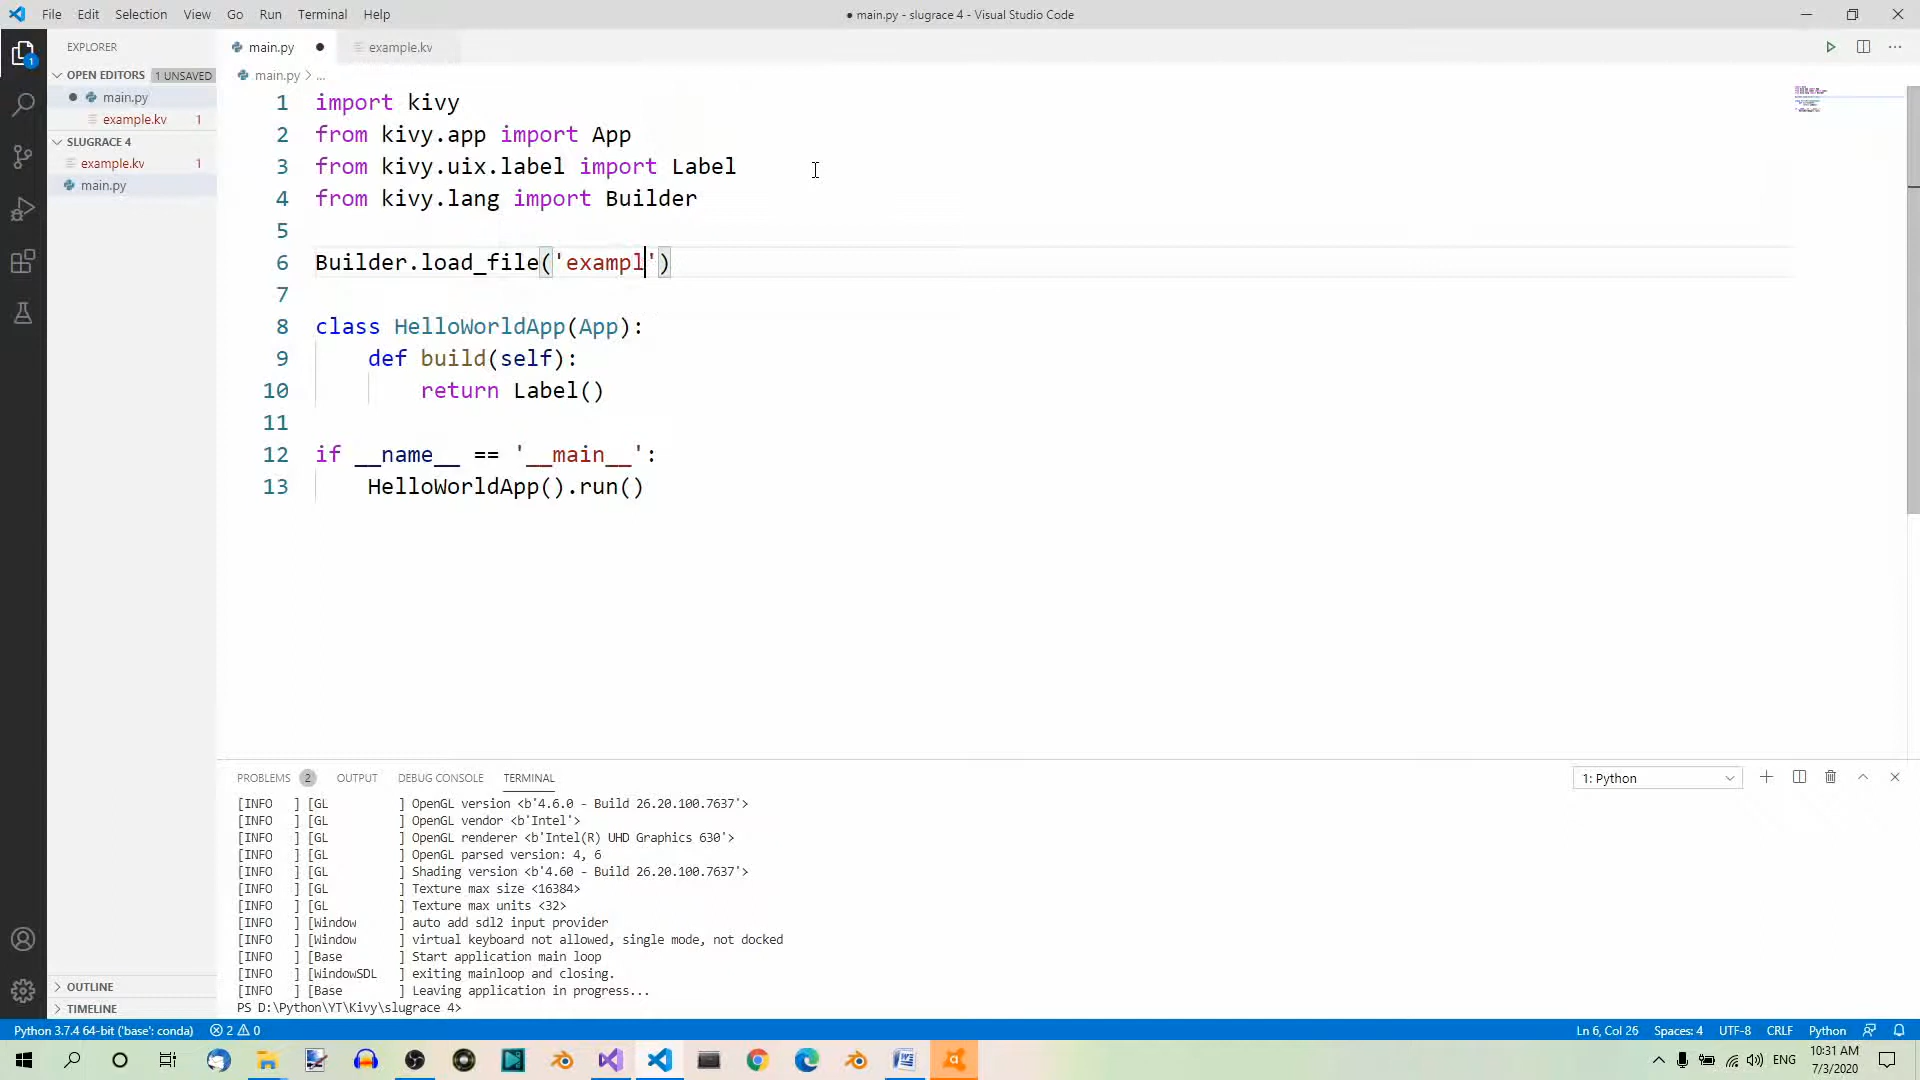 File Edit Selection View Go Run Terminal Help
● main.py - slugrace 4 - Visual Studio Code
EXPLORER
OPEN EDITORS 1 UNSAVED
main.py
example.kv 1
SLUGRACE 4
example.kv 1
main.py
OUTLINE
TIMELINE
1
main.py ● example.kv
main.py > ...
1 import kivy
2 from kivy.app import App
3 from kivy.uix.label import Label
4 from kivy.lang import Builder
5
6 Builder.load_file('exampl')
7
8 class HelloWorldApp(App):
9 def build(self):
10 return Label()
11
12 if __name__ == '__main__':
13 HelloWorldApp().run()
PROBLEMS 2 OUTPUT DEBUG CONSOLE TERMINAL
1: Python
[INFO ] [GL ] OpenGL version <b'4.6.0 - Build 26.20.100.7637'>
[INFO ] [GL ] OpenGL vendor <b'Intel'>
[INFO ] [GL ] OpenGL renderer <b'Intel(R) UHD Graphics 630'>
[INFO ] [GL ] OpenGL parsed version: 4, 6
[INFO ] [GL ] Shading version <b'4.60 - Build 26.20.100.7637'>
[INFO ] [GL ] Texture max size <16384>
[INFO ] [GL ] Texture max units <32>
[INFO ] [Window ] auto add sdl2 input provider
[INFO ] [Window ] virtual keyboard not allowed, single mode, not docked
[INFO ] [Base ] Start application main loop
[INFO ] [WindowSDL ] exiting mainloop and closing.
[INFO ] [Base ] Leaving application in progress...
PS D:\Python\YT\Kivy\slugrace 4>
Python 3.7.4 64-bit ('base': conda) 2 0
Ln 6, Col 26 Spaces: 4 UTF-8 CRLF Python
ENG
10:31 AM
7/3/2020